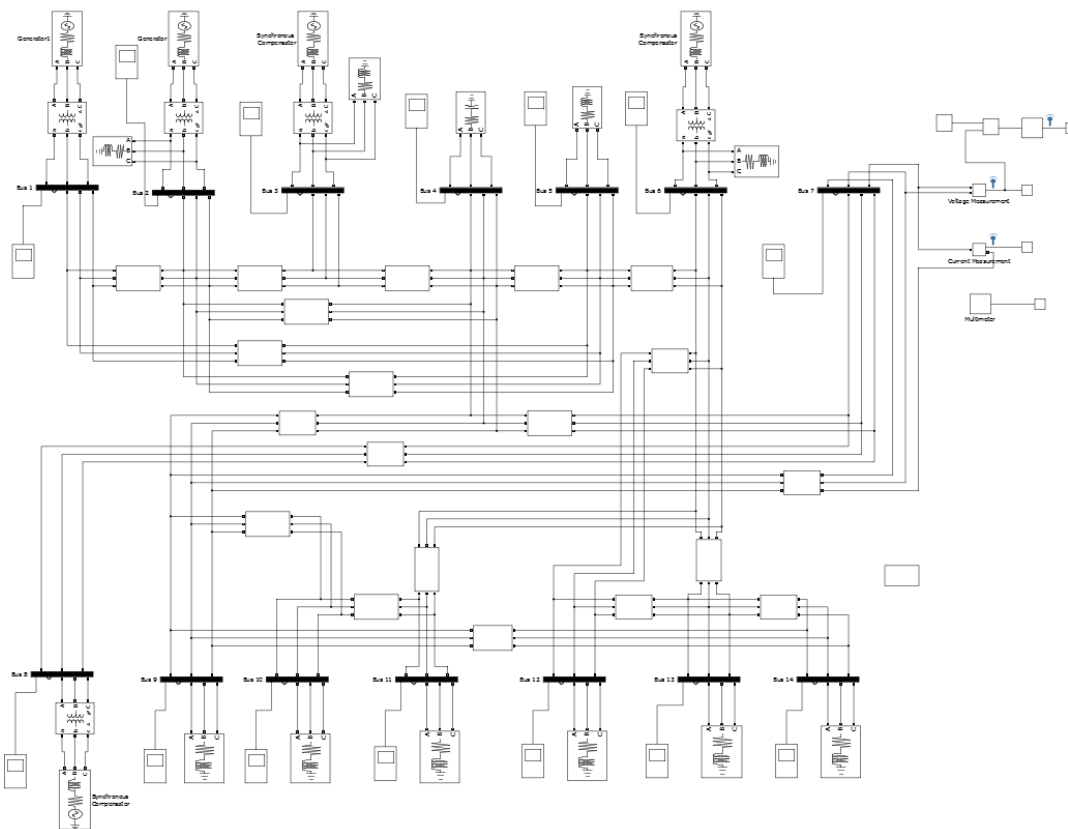 Generator1
Generator
Synchronous
Compensator
Synchronous
Compensator
A B C
A B C
A B C
A B C
A B C
A B C
A B C
A B C
A B C
A B C
A
B
C
A
B
C
a b c
a b c
a b c
a b c
Bus 1
Bus 2
Bus 3
Bus 4
Bus 5
Bus 6
Bus 7
Voltage Measurement
Current Measurement
Multimeter
Bus 8
Bus 9
Bus 10
Bus 11
Bus 12
Bus 13
Bus 14
A B C
a b c
A B C
A B C
A B C
A B C
A B C
A B C
A B C
Synchronous
Compensator